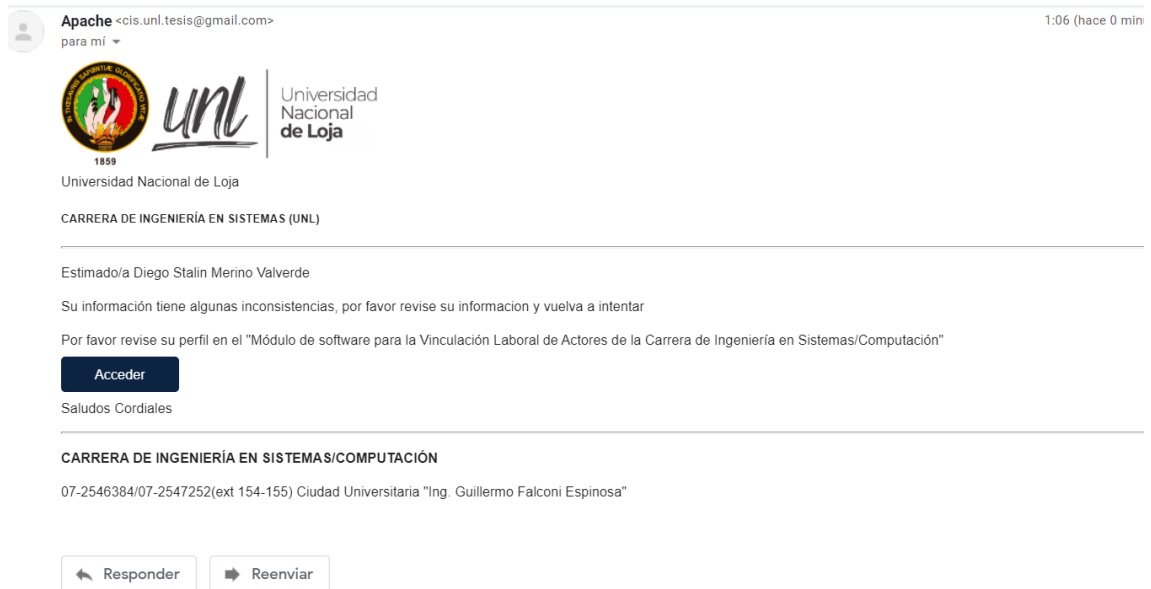 Apache <cis.unl.tesis@gmail.com>
1:06 (hace 0 min
para mí
unl
Universidad
Nacional
de Loja
1859
Universidad Nacional de Loja
CARRERA DE INGENIERÍA EN SISTEMAS (UNL)
Estimado/a Diego Stalin Merino Valverde
Su información tiene algunas inconsistencias, por favor revise su informacion y vuelva a intentar
Por favor revise su perfil en el "Módulo de software para la Vinculación Laboral de Actores de la Carrera de Ingeniería en Sistemas/Computación"
Acceder
Saludos Cordiales
CARRERA DE INGENIERÍA EN SISTEMAS/COMPUTACIÓN
07-2546384/07-2547252(ext 154-155) Ciudad Universitaria "Ing. Guillermo Falconi Espinosa"
Responder
Reenviar